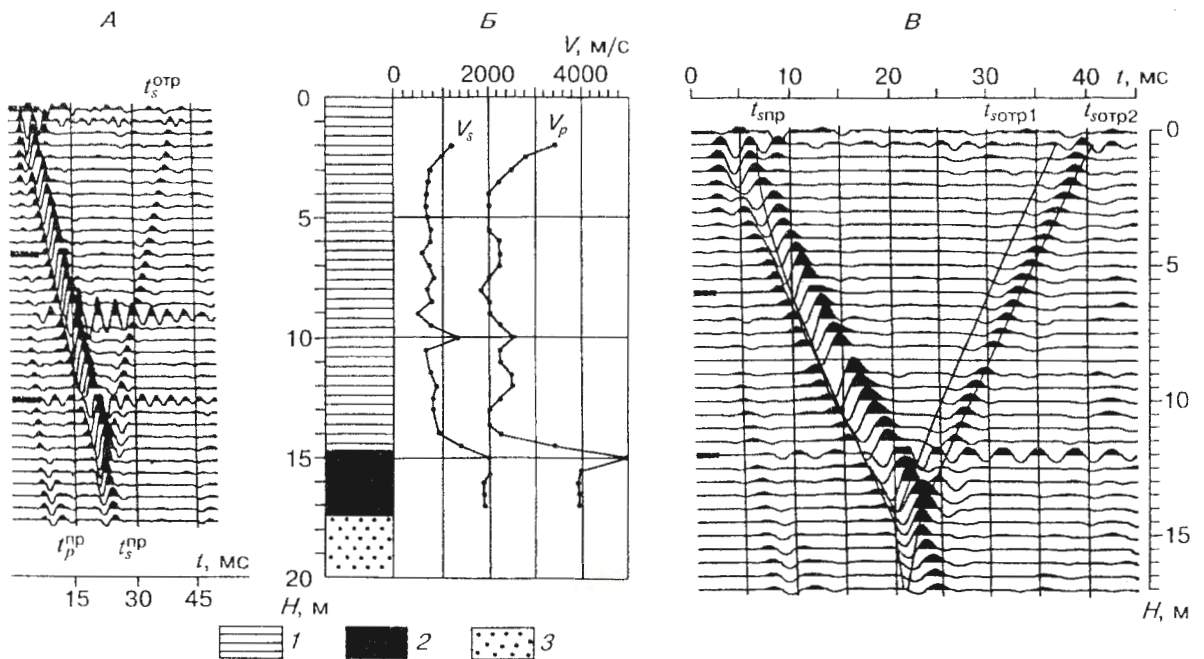 А
Б
В
V, м/с
0 2000 4000
0 10 20 30 40 t, мс
t_s^отр
t_sпр t_sотр1 t_sотр2
V_s V_p
0
5
10
15
20
H, м
0
5
10
15
H, м
t_p^пр t_s^пр
t, мс
15 30 45
1 2 3